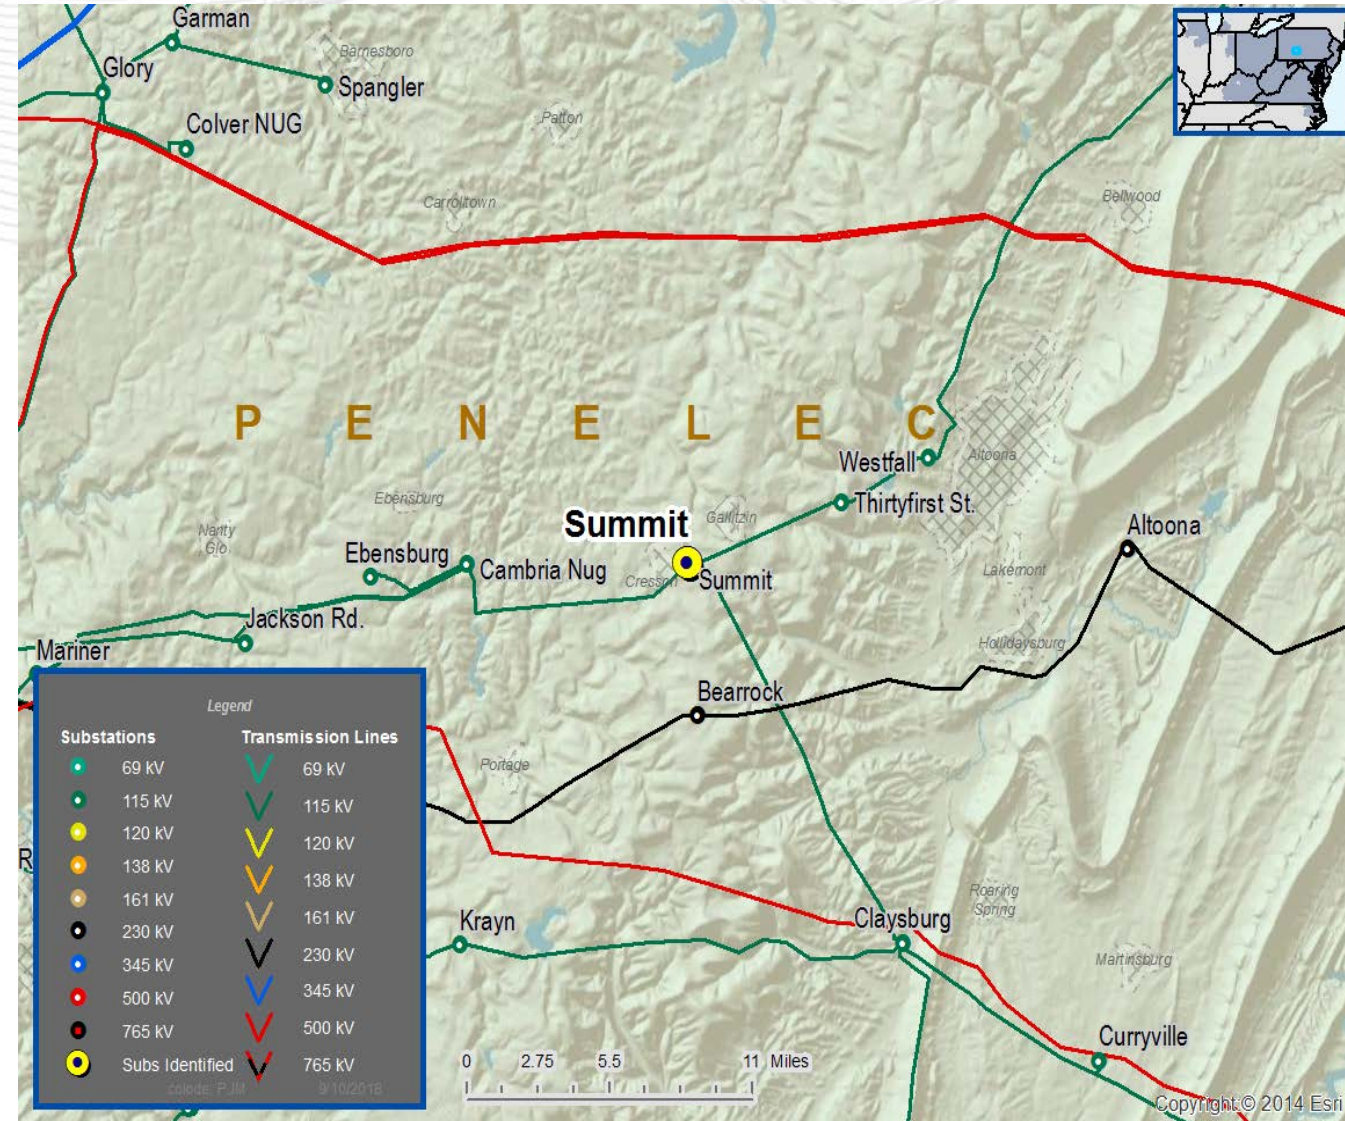 Garman
Barnesboro
Glory
Spangler
Colver NUG
Patton
Carrolltown
Bellwood
P E N E L E C
Westfall
Altoona
Ebensburg
Thirtyfirst St.
Summit
Gallitzin
Nanty
Glo
Altoona
Ebensburg
Cambria Nug
Cresson
Summit
Lakemont
Jackson Rd.
Hollidaysburg
Mariner
Bearrock
Portage
R
Krayn
Claysburg
Roaring
Spring
Martinsburg
Curryville
Legend
Substations
69 kV
115 kV
120 kV
138 kV
161 kV
230 kV
345 kV
500 kV
765 kV
Subs Identified
Transmission Lines
69 kV
115 kV
120 kV
138 kV
161 kV
230 kV
345 kV
500 kV
765 kV
9/10/2018
0 2.75 5.5 11 Miles
Copyright:© 2014 Esri